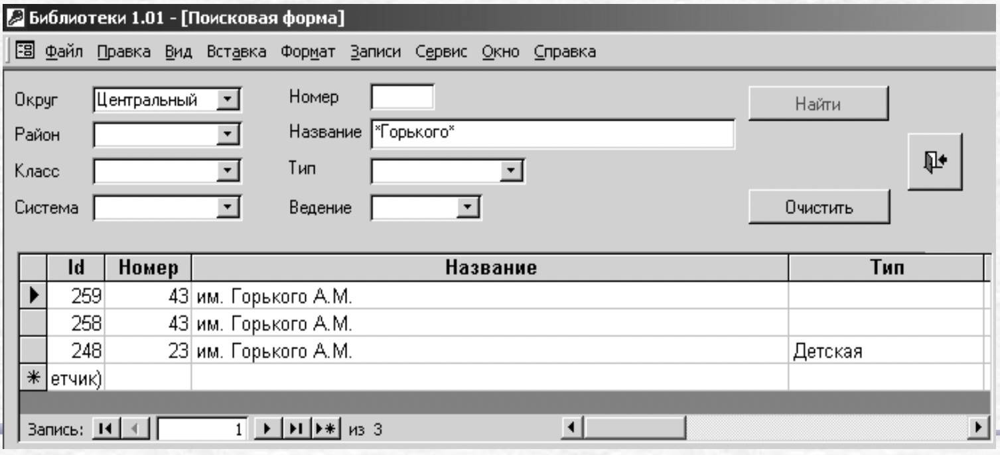 Библиотеки 1.01 - [Поисковая форма]
Файл Правка Вид Вставка Формат Записи Сервис Окно Справка
Округ Центральный Номер Найти
Район Название *Горького*
Класс Тип
Система Ведение Очистить
Id Номер Название Тип
259 43 им. Горького А.М.
258 43 им. Горького А.М.
248 23 им. Горького А.М. Детская
етчик)
Запись: 1 из 3